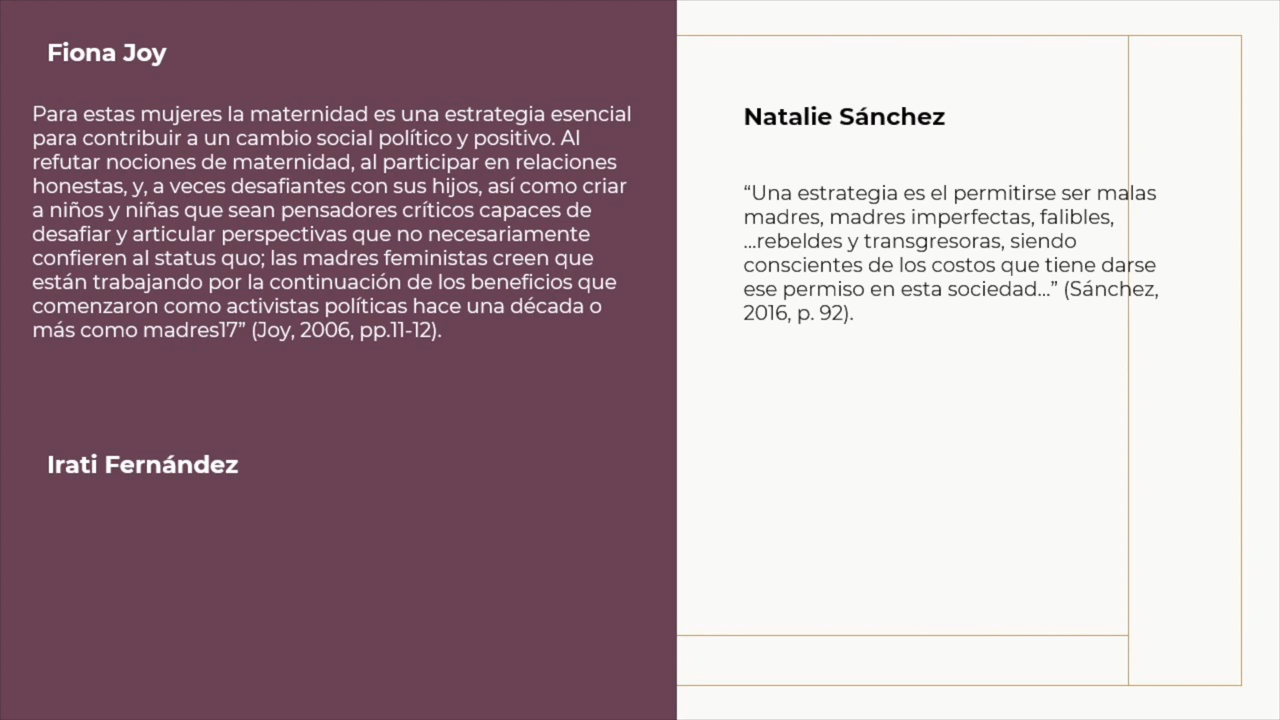 Fiona Joy
Para estas mujeres la maternidad es una estrategia esencial
para contribuir a un cambio social político y positivo. Al
refutar nociones de maternidad, al participar en relaciones
honestas, y, a veces desafiantes con sus hijos, así como criar
a niños y niñas que sean pensadores críticos capaces de
desafiar y articular perspectivas que no necesariamente
confieren al status quo; las madres feministas creen que
están trabajando por la continuación de los beneficios que
comenzaron como activistas políticas hace una década o
más como madres17” (Joy, 2006, pp.11-12).
Irati Fernández
Natalie Sánchez
“Una estrategia es el permitirse ser malas
madres, madres imperfectas, falibles,
...rebeldes y transgresoras, siendo
conscientes de los costos que tiene darse
ese permiso en esta sociedad...” (Sánchez,
2016, p. 92).